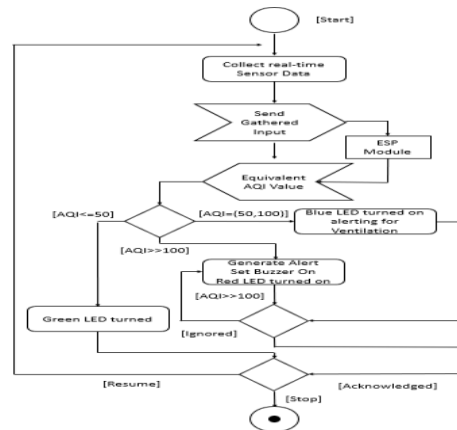 [Start]
Collect real-time
Sensor Data
Send
Gathered
Input
ESP
Module
Equivalent
AQI Value
[AQI<=50]
[AQI=(50,100)]
Blue LED turned on
alerting for
Ventilation
[AQI>>100]
Generate Alert
Set Buzzer On
Red LED turned on
[AQI>>100]
Green LED turned
[Ignored]
[Resume]
[Acknowledged]
[Stop]